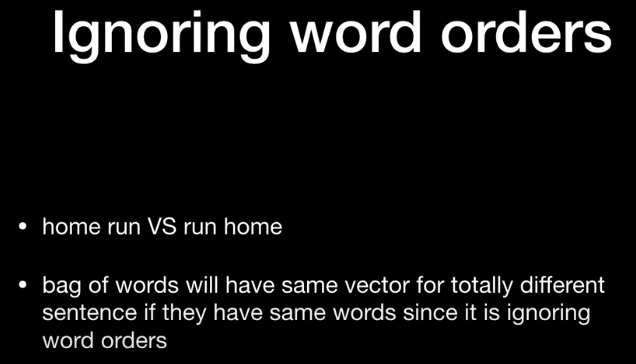 Ignoring word orders
• home run VS run home
• bag of words will have same vector for totally different
sentence if they have same words since it is ignoring
word orders